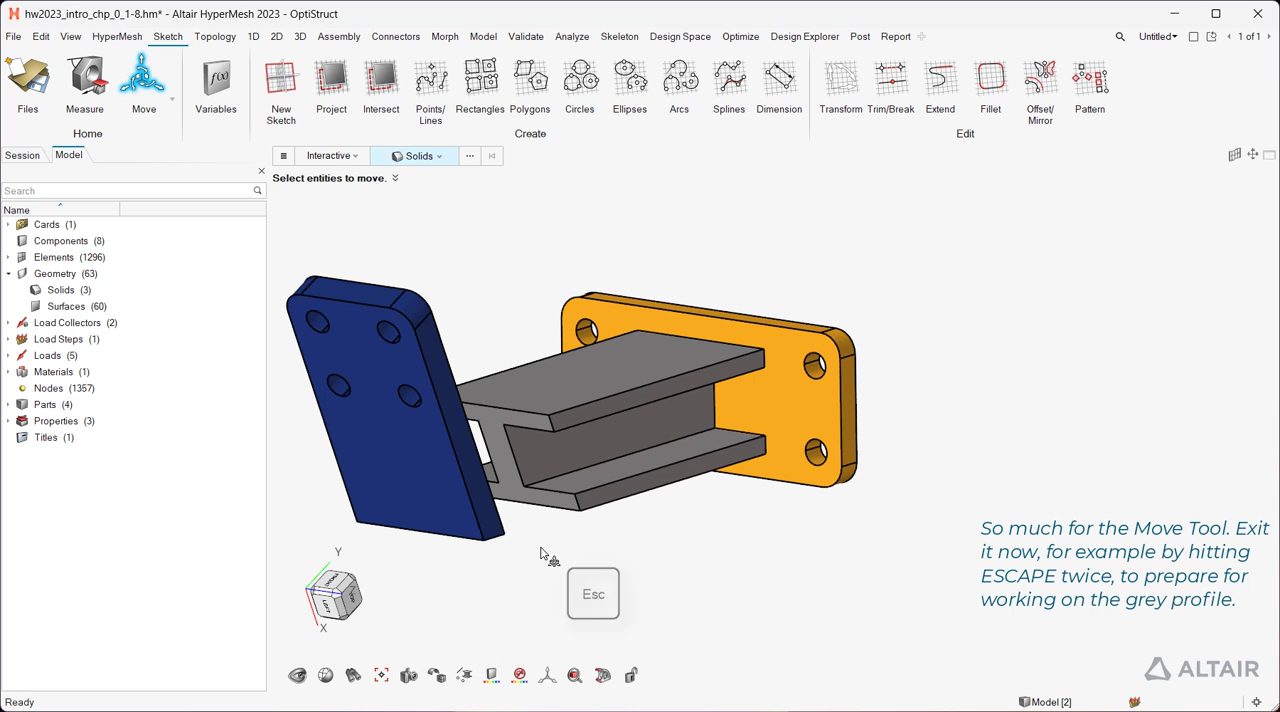 hw2023_intro_chp_0_1-8.hm* - Altair HyperMesh 2023 - OptiStruct
File Edit View HyperMesh Sketch Topology 1D 2D 3D Assembly Connectors Morph Model Validate Analyze Skeleton Design Space Optimize Design Explorer Post Report Untitled 1 of 1
Files Measure Move Variables New Sketch Project Intersect Points/Lines Rectangles Polygons Circles Ellipses Arcs Splines Dimension Transform Trim/Break Extend Fillet Offset/Mirror Pattern
f(x)
Home Create Edit
Session Model Interactive Solids
Select entities to move.
Search
Name
Cards (1)
Components (8)
Elements (1296)
Geometry (63)
Solids (3)
Surfaces (60)
Load Collectors (2)
Load Steps (1)
Loads (5)
Materials (1)
Nodes (1357)
Parts (4)
Properties (3)
Titles (1)
So much for the Move Tool. Exit
it now, for example by hitting
ESCAPE twice, to prepare for
working on the grey profile.
Y
LEFT
X
Esc
ALTAIR
Ready Model [2]